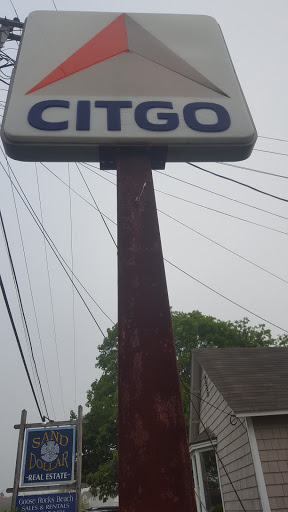 CITGO
SAND
DOLLAR
REAL ESTATE
Goose Rocks Beach
SALES & RENTALS